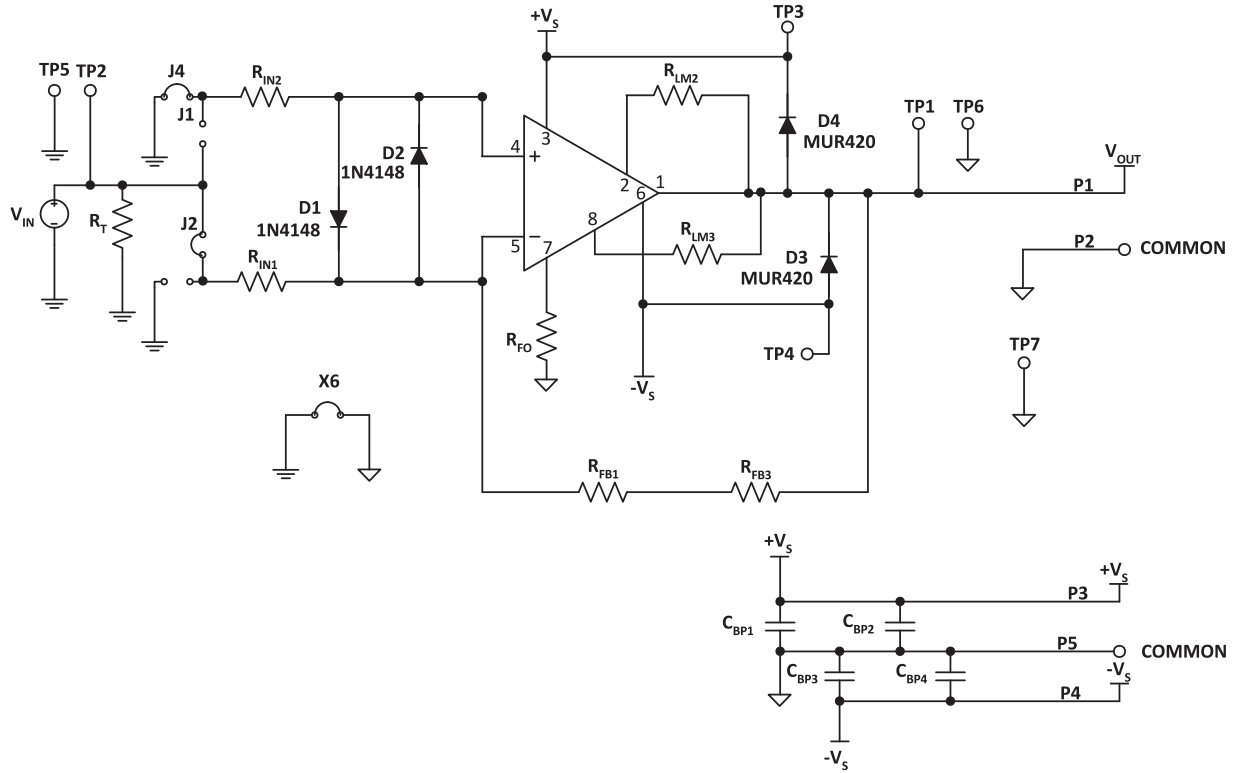 +VS
TP3
TP5 TP2
J4
RIN2
RLM2
J1
TP1
TP6
D4
MUR420
D2
1N4148
3
4
+
2
1
6
VOUT
P1
VIN
+
-
RT
J2
D1
1N4148
8
RLM3
P2
COMMON
5
-
7
D3
MUR420
RIN1
RFO
TP4
TP7
-VS
X6
RFB1
RFB3
+VS
+VS
P3
CBP1
CBP2
P5
COMMON
CBP3
CBP4
-VS
P4
-VS